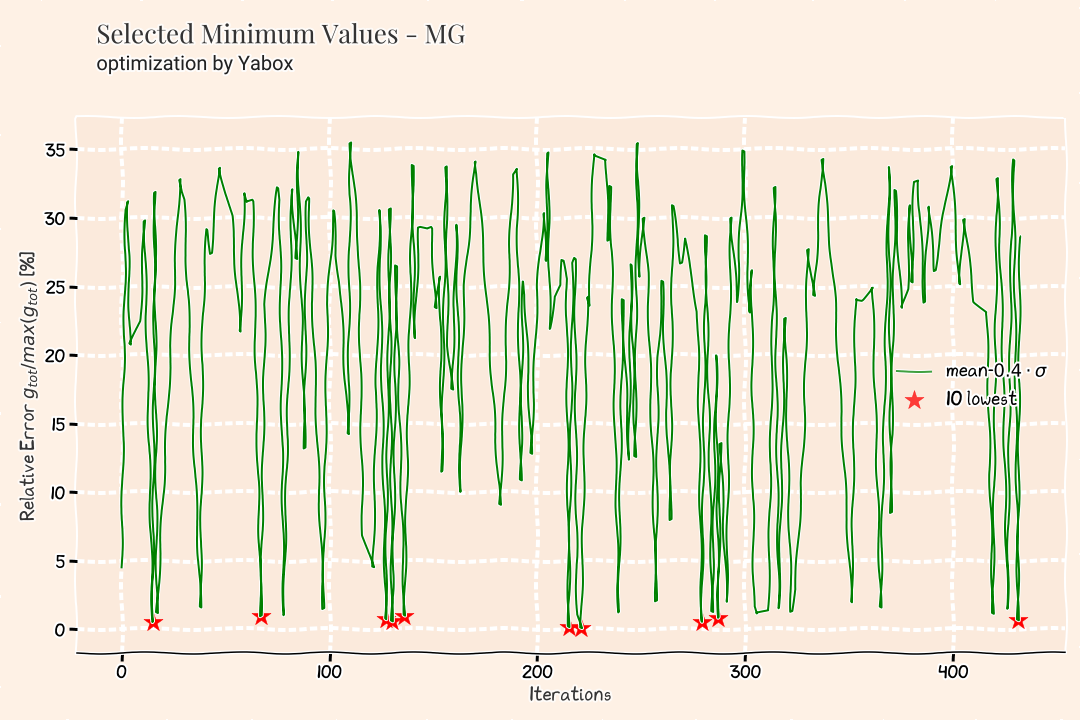 Selected Minimum Values - MG
optimization by Yabox
35
30
25
20
15
10
5
0
Relative Error g_tot/max(g_tot) [%]
mean-0.4 · σ
10 lowest
0 100 200 300 400
Iterations